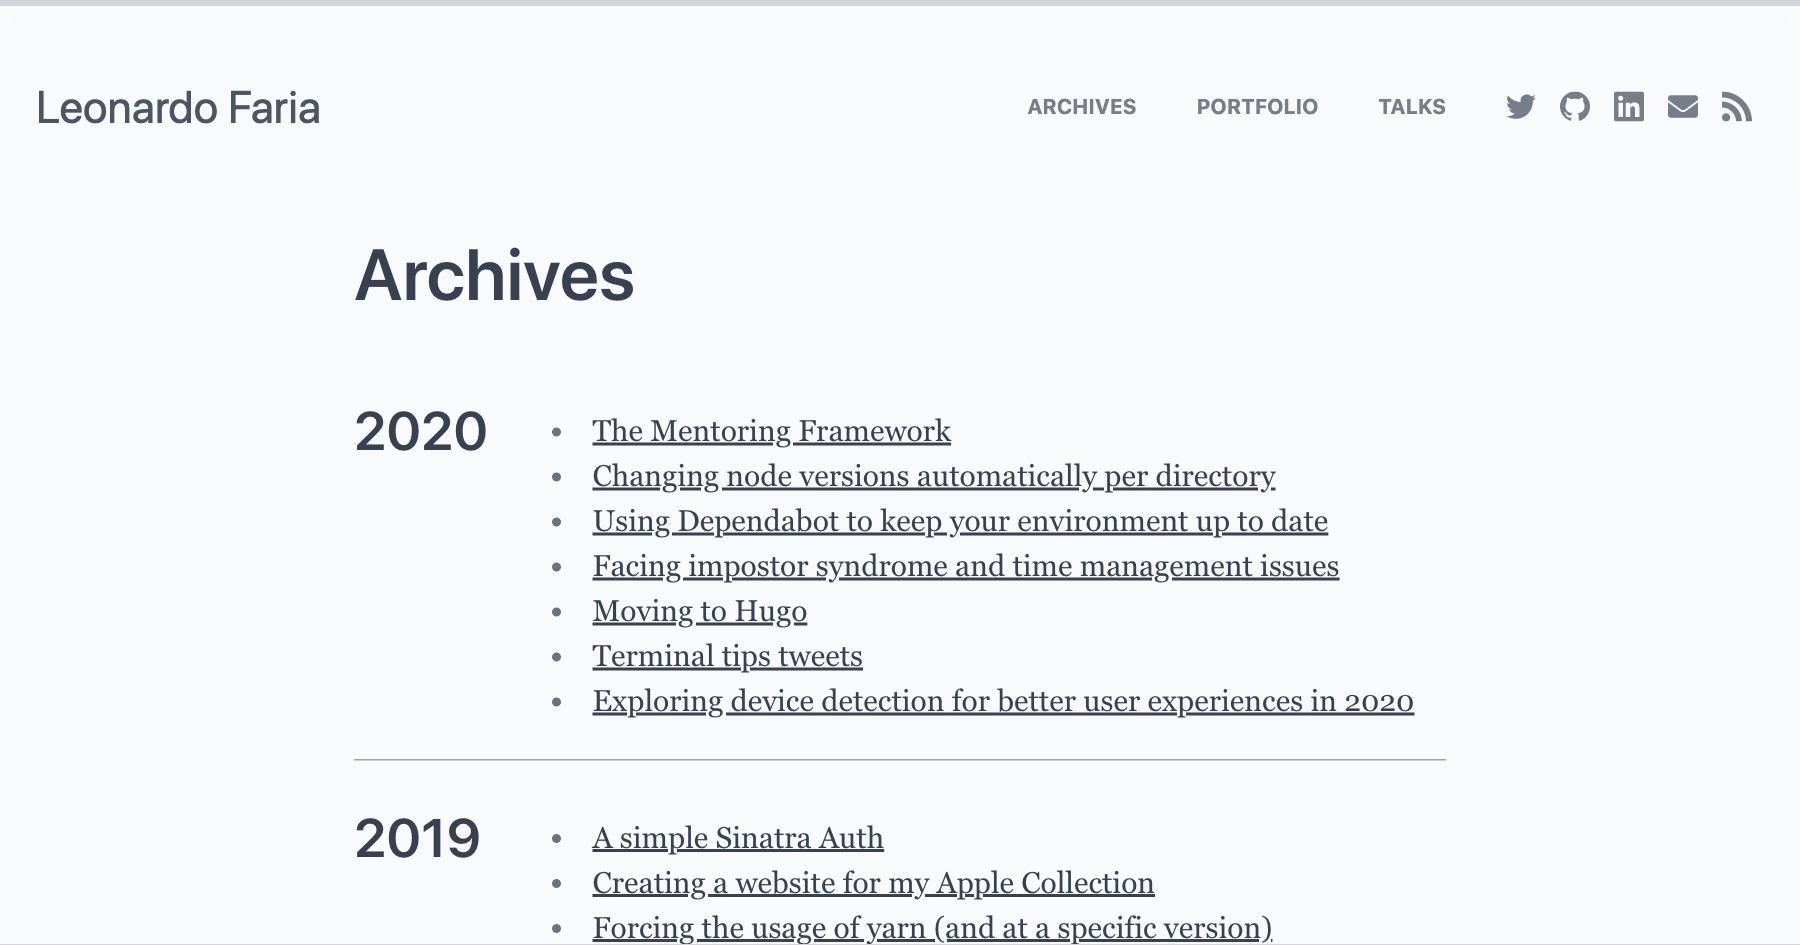 Leonardo Faria
ARCHIVES PORTFOLIO TALKS
Archives
2020
The Mentoring Framework
Changing node versions automatically per directory
Using Dependabot to keep your environment up to date
Facing impostor syndrome and time management issues
Moving to Hugo
Terminal tips tweets
Exploring device detection for better user experiences in 2020
2019
A simple Sinatra Auth
Creating a website for my Apple Collection
Forcing the usage of yarn (and at a specific version)